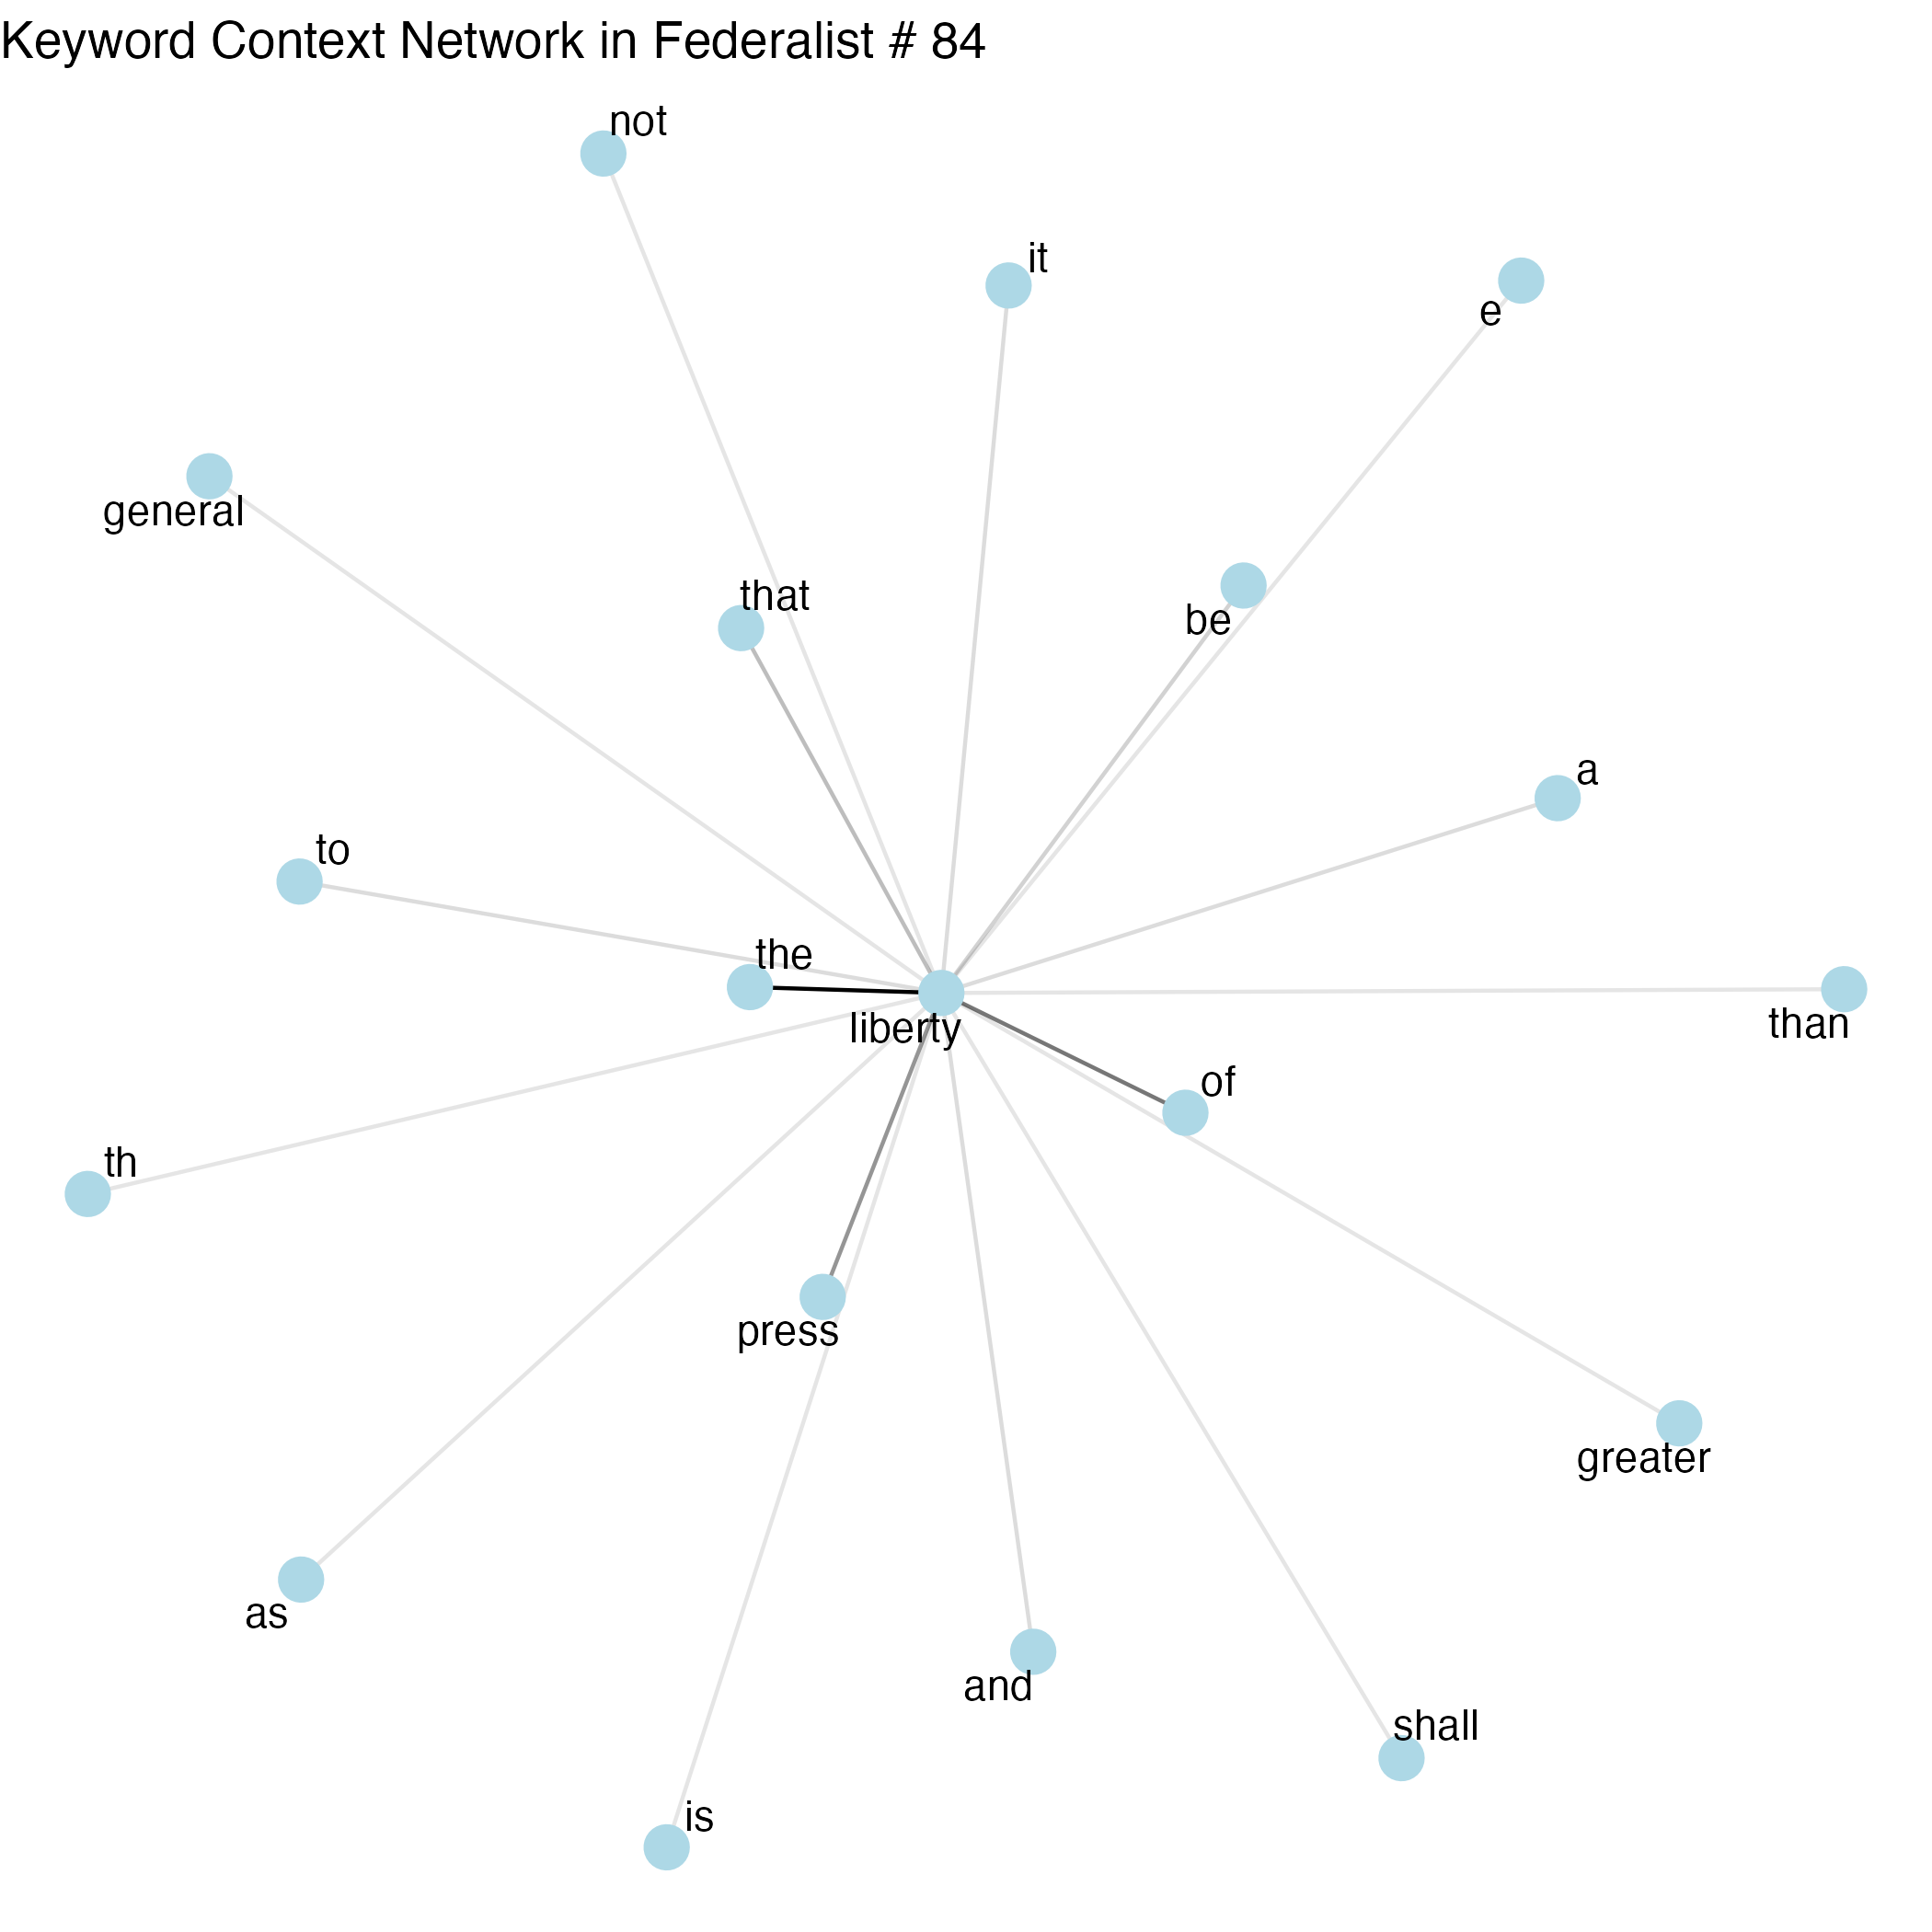 Keyword Context Network in Federalist # 84
not
it
e
general
that
be
a
to
the
than
liberty
of
th
press
greater
as
and
shall
is